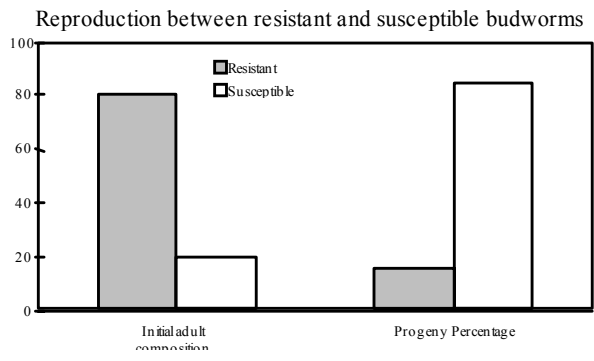 Reproduction between resistant and susceptible budworms
100
80
60
40
20
0
Resistant
Susceptible
Initial adult
composition
Progeny Percentage